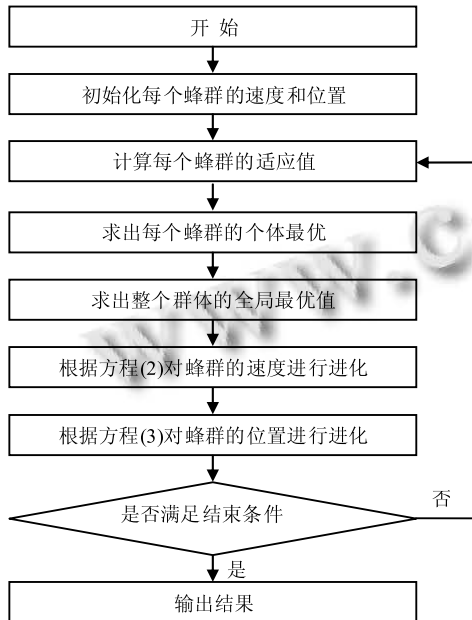 开 始
初始化每个蜂群的速度和位置
计算每个蜂群的适应值
求出每个蜂群的个体最优
求出整个群体的全局最优值
根据方程(2)对蜂群的速度进行进化
根据方程(3)对蜂群的位置进行进化
是否满足结束条件
否
是
输出结果
www.c